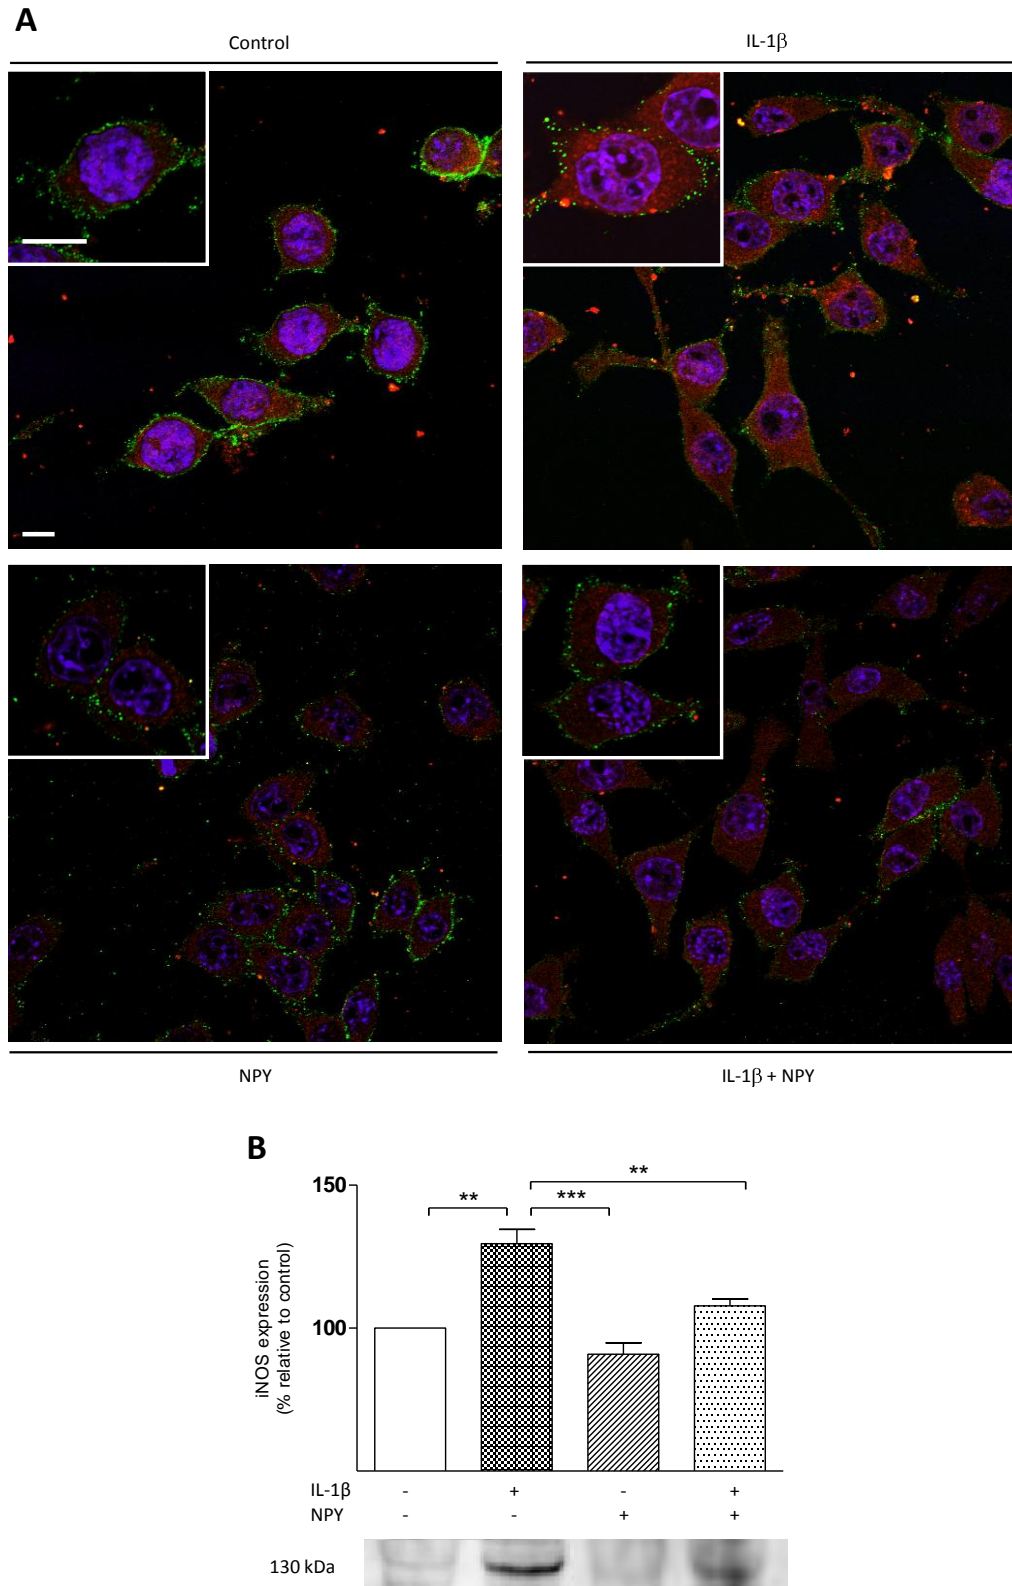 A
Control IL-1β
NPY IL-1β + NPY
B
** 
** ***
150
100
iNOS expression
(% relative to control)
IL-1β - + - +
NPY - - + +
130 kDa